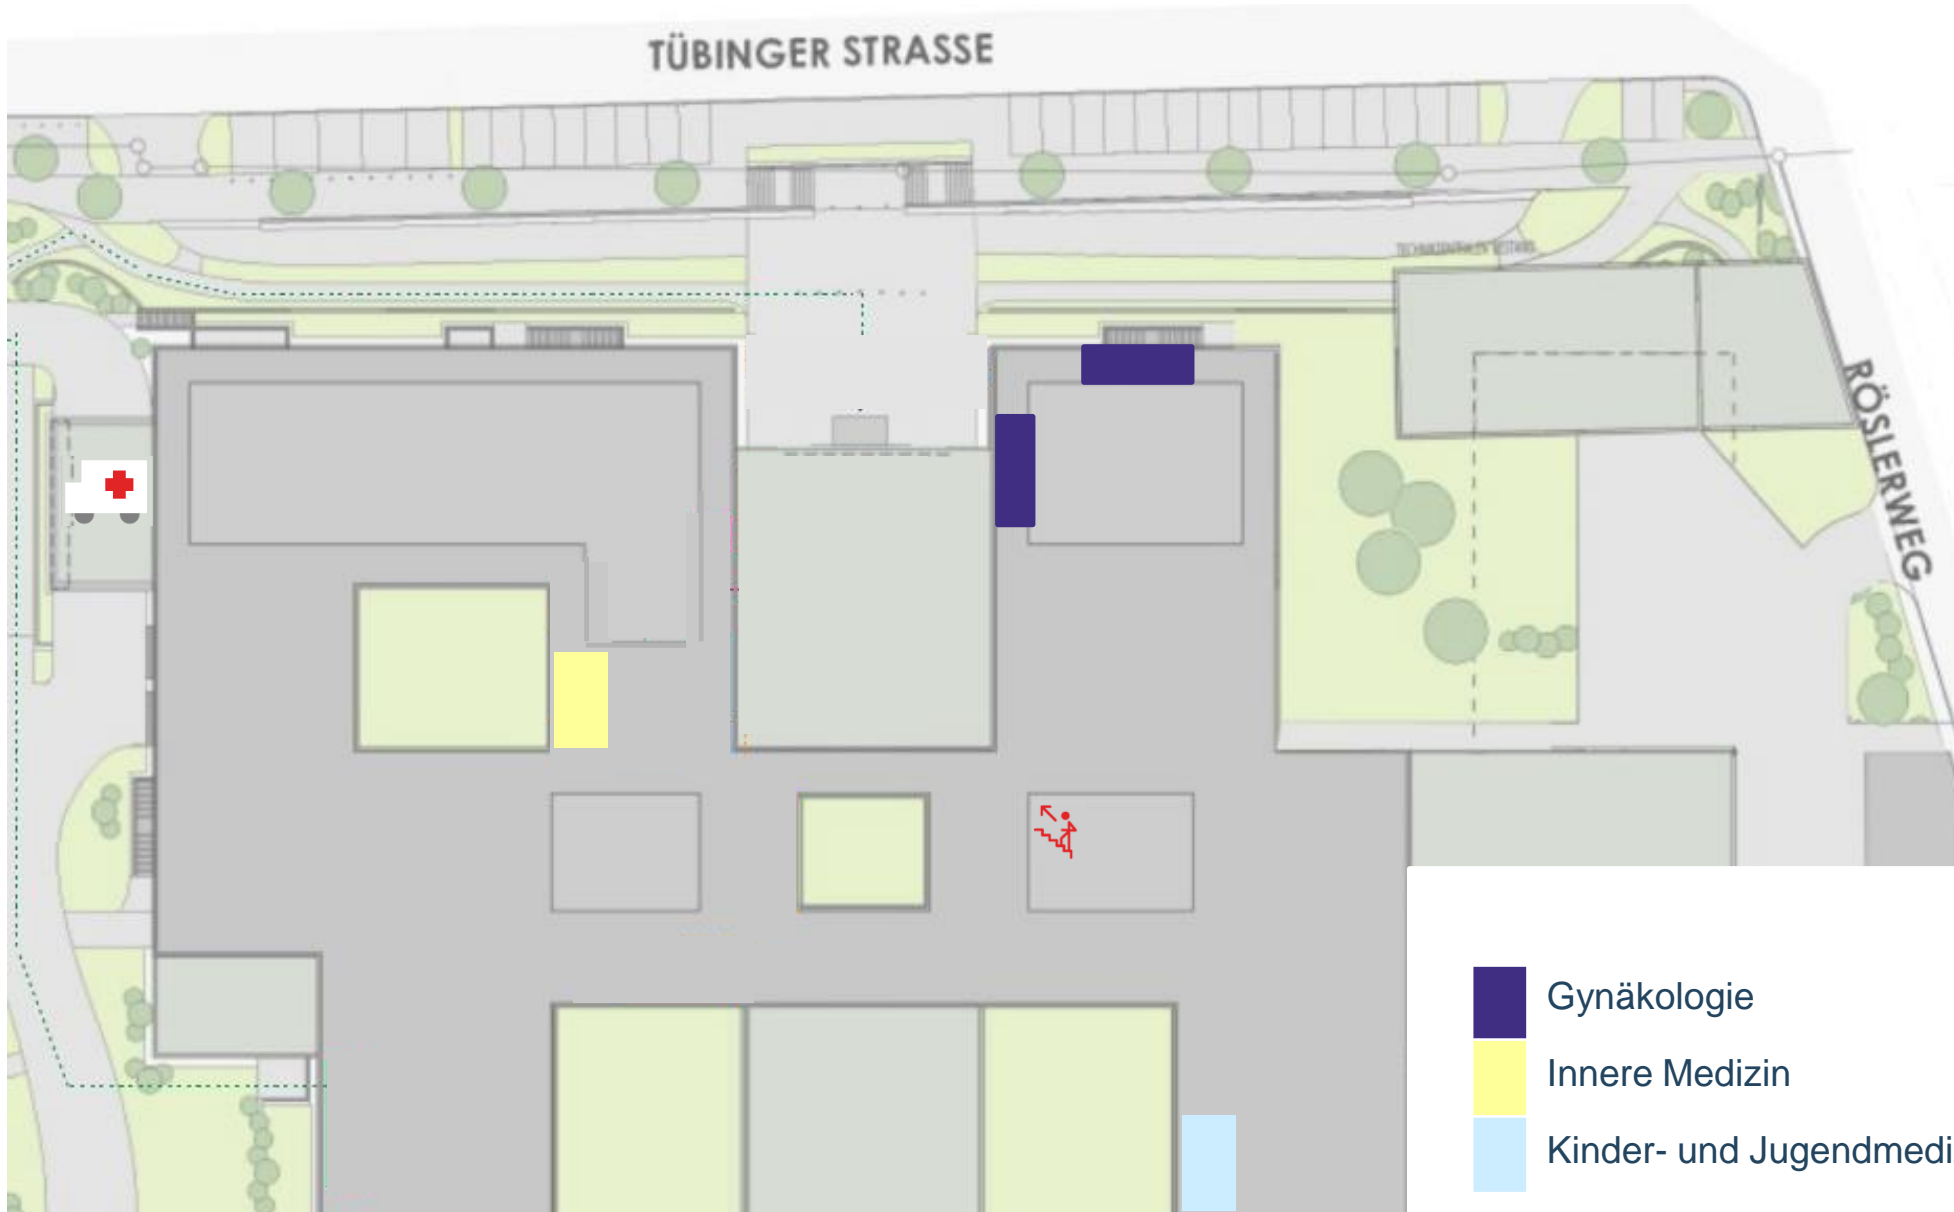 TÜBINGER STRASSE
RÖSLERWEG
Gynäkologie
Innere Medizin
Kinder- und Jugendmedi